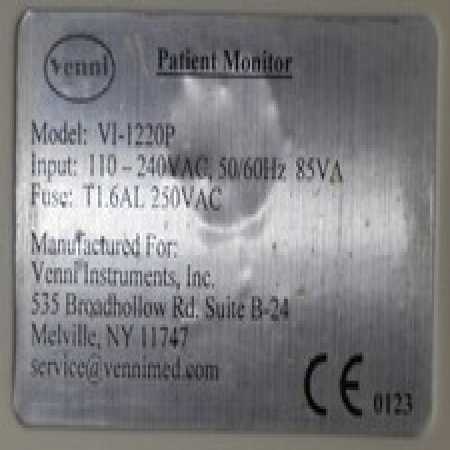 venni
Patient Monitor
Model: VI-1220P
Input: 110 – 240VAC, 50/60Hz 85VA
Fuse: T1.6AL 250VAC
Manufactured For:
Venni Instruments, Inc.
535 Broadhollow Rd. Suite B-24
Melville, NY 11747
service@vennimed.com
CE 0123